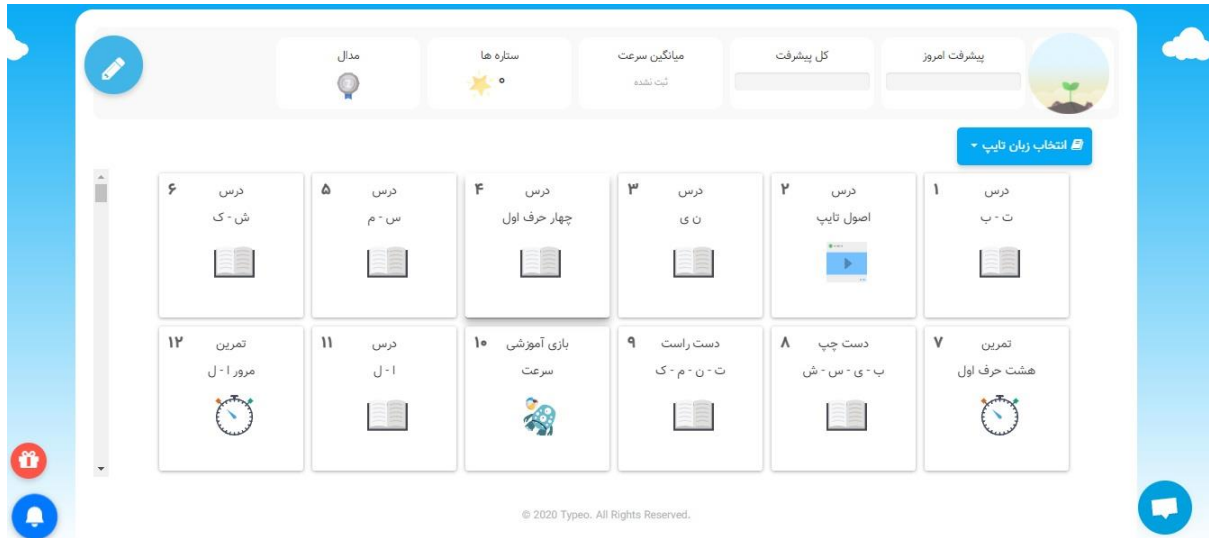 پیشرفت امروز
کل پیشرفت
میانگین سرعت
ثبت نشده
ستاره ها
۰
مدال
انتخاب زبان تایپ
درس ۱
ت - ب
درس ۲
اصول تایپ
درس ۳
ن ی
درس ۴
چهار حرف اول
درس ۵
س - م
درس ۶
ش - ک
تمرین ۷
هشت حرف اول
دست چپ ۸
ب - ی - س - ش
دست راست ۹
ت - ن - م - ک
بازی آموزشی ۱۰
سرعت
درس ۱۱
ا - ل
تمرین ۱۲
مرور ا - ل
© 2020 Typeo. All Rights Reserved.